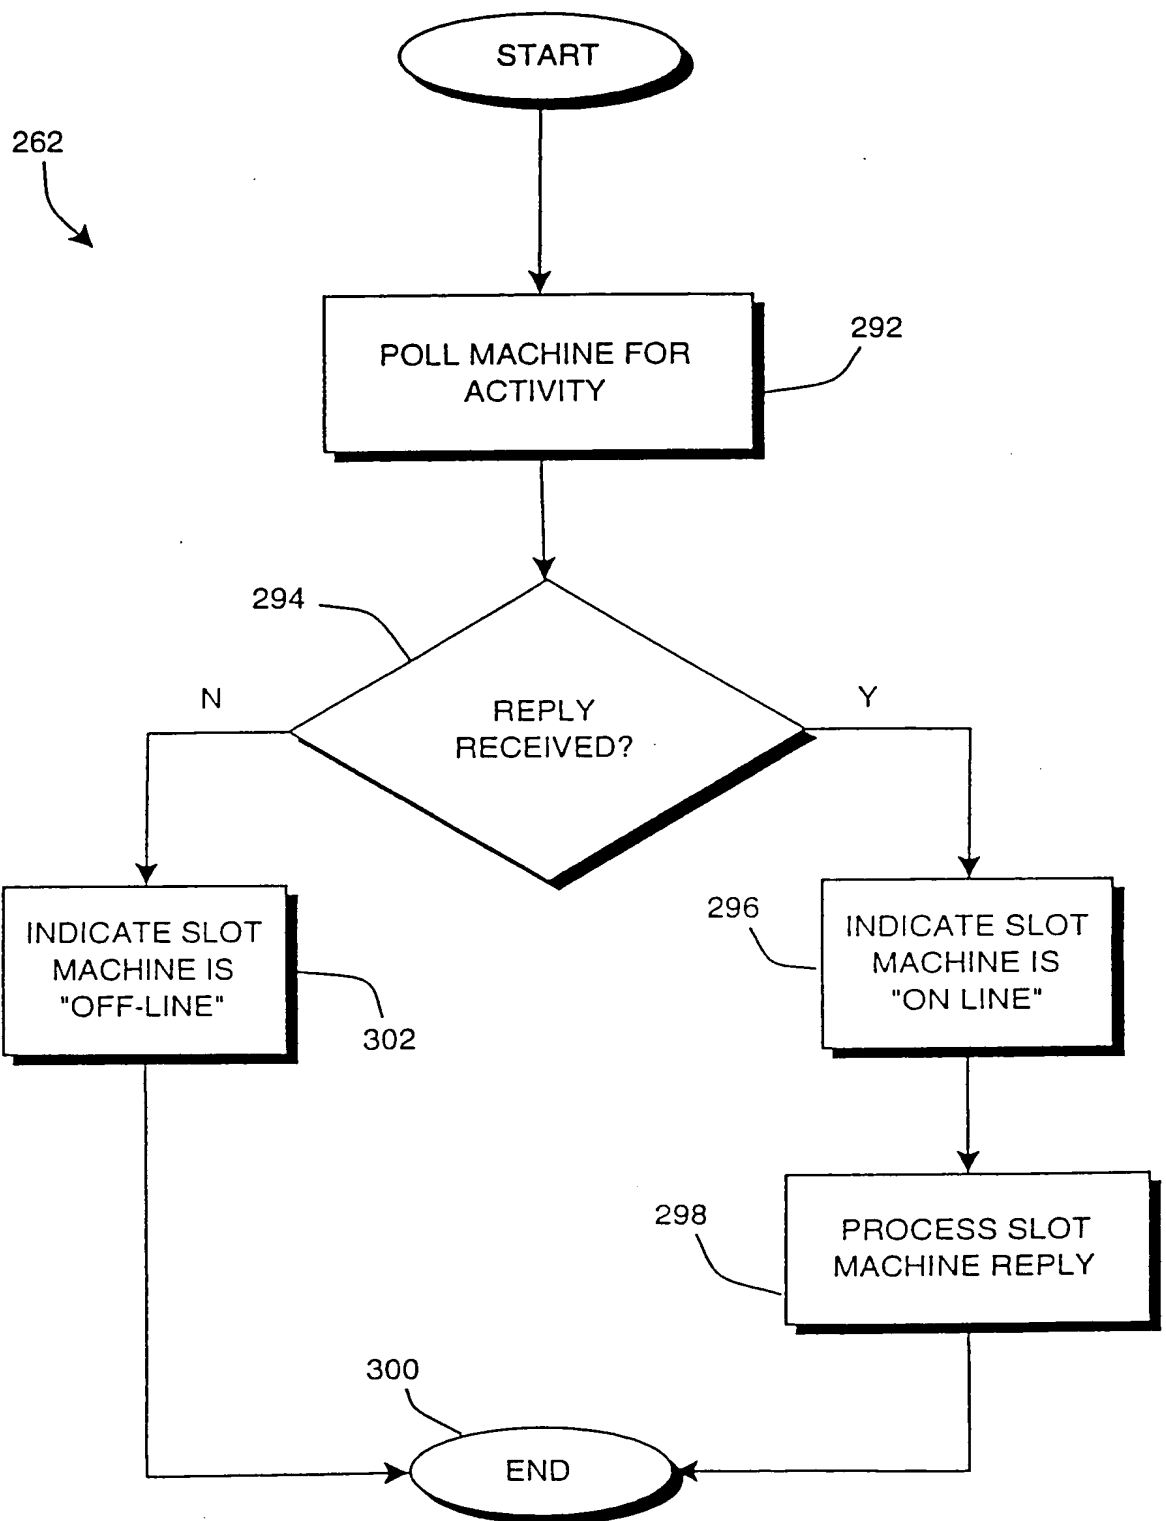 START
262
POLL MACHINE FOR
ACTIVITY
292
294
N
REPLY
RECEIVED?
Y
INDICATE SLOT
MACHINE IS
"OFF-LINE"
302
296
INDICATE SLOT
MACHINE IS
"ON LINE"
298
PROCESS SLOT
MACHINE REPLY
300
END